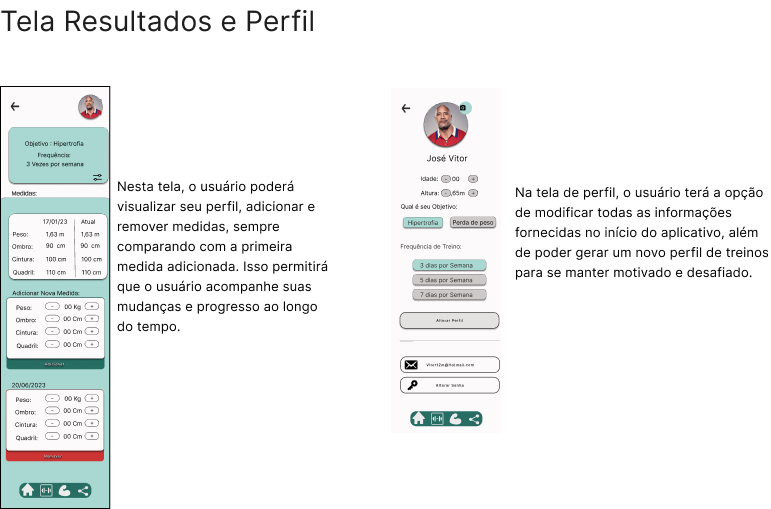 Tela Resultados e Perfil
Objetivo : Hipertrofia
Frequência:
3 Vezes por semana
Medidas:
17/01/23 Atual
Peso: 1,63 m 1,63 m
Ombro: 90 cm 90 cm
Cintura: 100 cm 100 cm
Quadril: 110 cm 110 cm
Adicionar Nova Medida:
Peso: - 00 Kg +
Ombro: - 00 Cm +
Cintura: - 00 Cm +
Quadril: - 00 Cm +
Adicionar
20/06/2023
Peso: - 00 Kg +
Ombro: - 00 Cm +
Cintura: - 00 Cm +
Quadril: - 00 Cm +
Nesta tela, o usuário poderá
visualizar seu perfil, adicionar e
remover medidas, sempre
comparando com a primeira
medida adicionada. Isso permitirá
que o usuário acompanhe suas
mudanças e progresso ao longo
do tempo.
José Vitor
Idade: - 00 +
Altura: - ,65m +
Qual é seu Objetivo:
Hipertrofia Perda de peso
Frequência de Treino:
3 dias por Semana
5 dias por Semana
7 dias por Semana
Alterar Perfil
Vitor12m@Hotmail.com
Alterar Senha
Na tela de perfil, o usuário terá a opção
de modificar todas as informações
fornecidas no início do aplicativo, além
de poder gerar um novo perfil de treinos
para se manter motivado e desafiado.